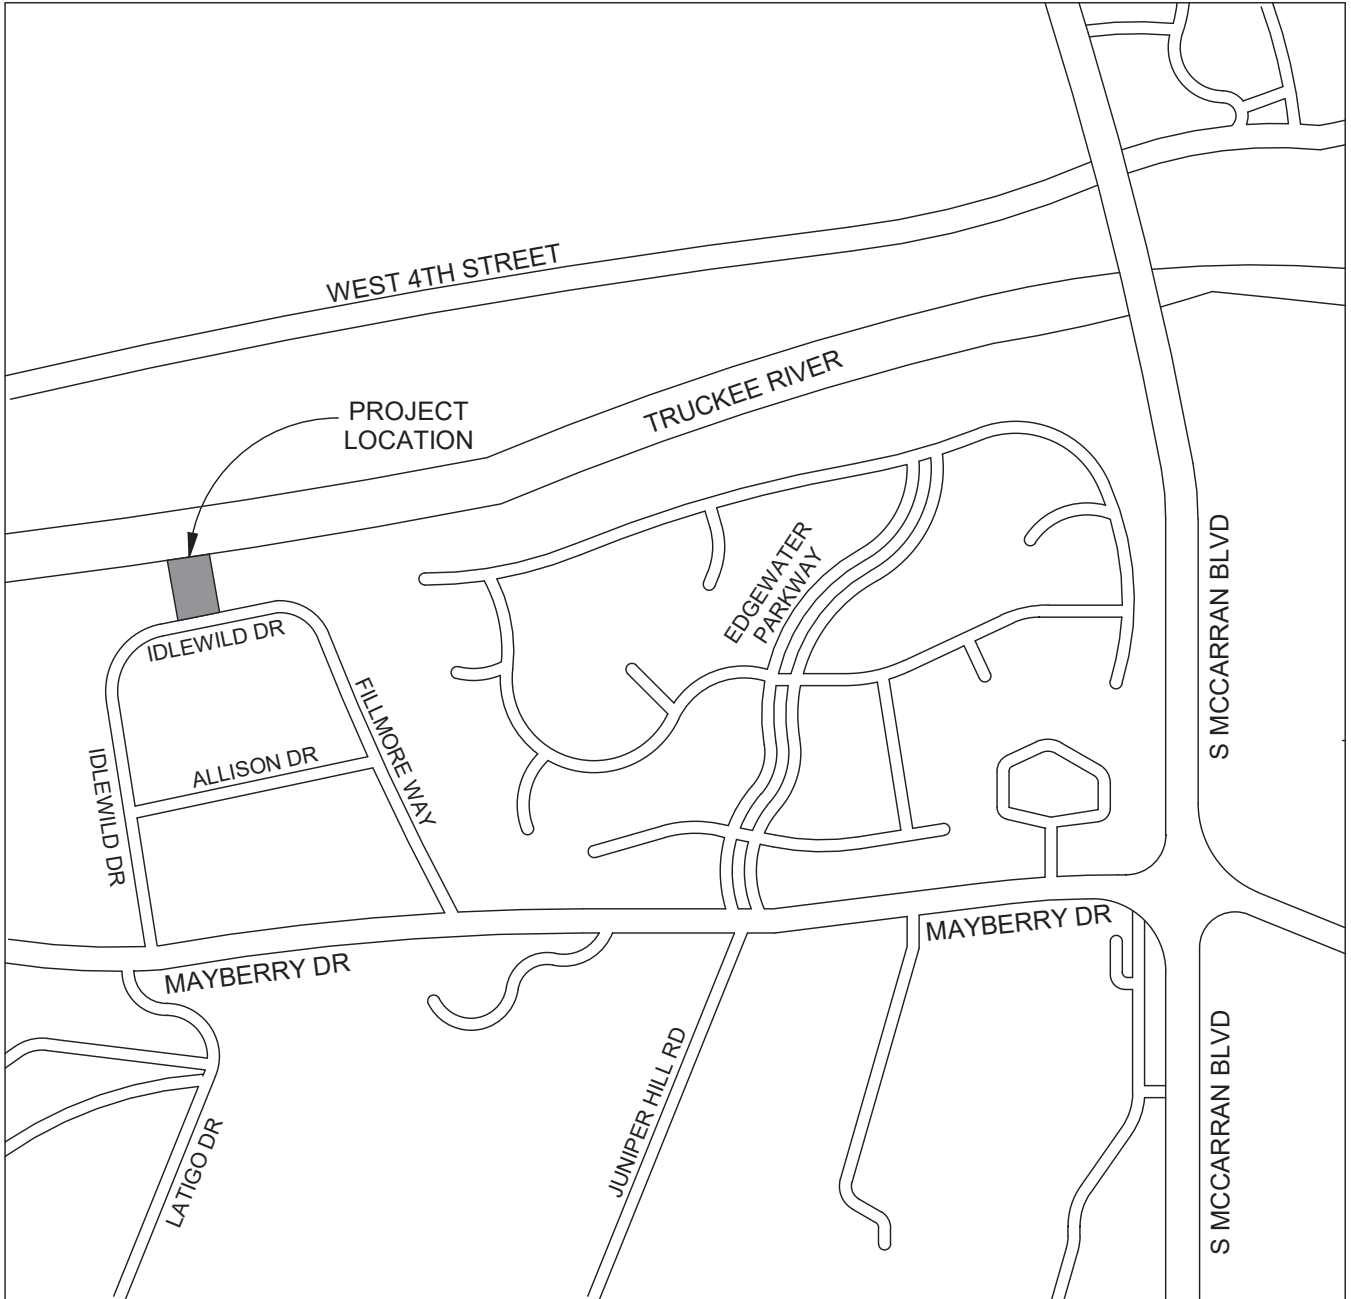 WEST 4TH STREET
TRUCKEE RIVER
PROJECT
LOCATION
EDGEWATER
PARKWAY
S MCCARRAN BLVD
IDLEWILD DR
FILLMORE WAY
ALLISON DR
IDLEWILD DR
MAYBERRY DR
MAYBERRY DR
JUNIPER HILL RD
LATIGO DR
S MCCARRAN BLVD